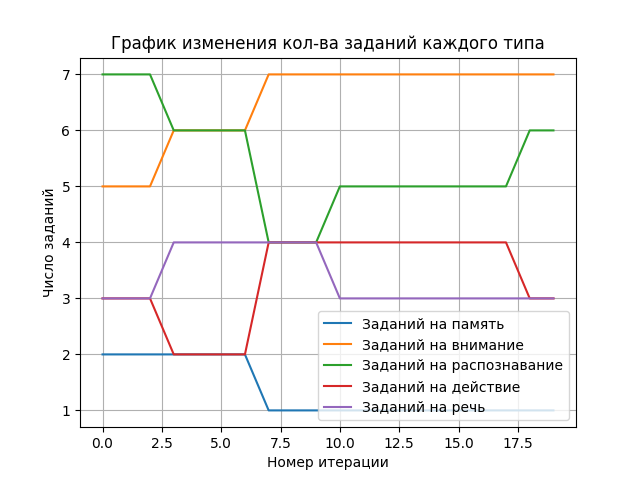 График изменения кол-ва заданий каждого типа
7
6
5
4
3
2
1
Число заданий
Заданий на память
Заданий на внимание
Заданий на распознавание
Заданий на действие
Заданий на речь
0.0 2.5 5.0 7.5 10.0 12.5 15.0 17.5
Номер итерации